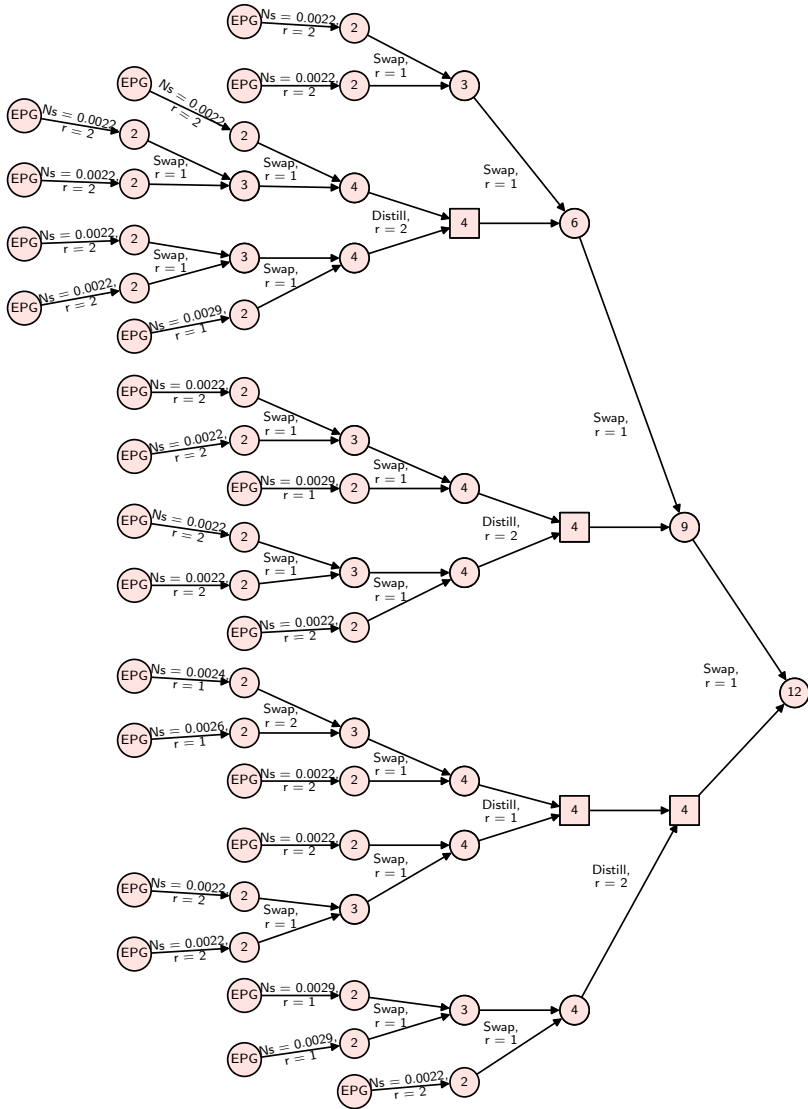 EPG Ns = 0.0022, 2
r = 2
Swap,
r = 1
EPG Ns = 0.0022, 2 3
r = 2
EPG Ns = 0.0022, 2
r = 2
EPG Ns = 0.0022, 2
r = 2
Swap,
r = 1
Swap,
r = 1
Swap,
r = 1
EPG Ns = 0.0022, 2 3 4
r = 2
Distill,
r = 2
4 6
EPG Ns = 0.0022, 2
r = 2
Swap,
r = 1
3 4
Swap,
r = 1
EPG Ns = 0.0022, 2
r = 2
EPG Ns = 0.0029, 2
r = 1
EPG Ns = 0.0022, 2
r = 2
Swap,
r = 1
Swap,
r = 1
EPG Ns = 0.0022, 2 3
r = 2
Swap,
r = 1
EPG Ns = 0.0029, 2 4
r = 1
Distill,
r = 2
4 9
EPG Ns = 0.0022, 2
r = 2
Swap,
r = 1
3 4
EPG Ns = 0.0022, 2
r = 2
Swap,
r = 1
EPG Ns = 0.0022, 2
r = 2
EPG Ns = 0.0024, 2
r = 1
Swap,
r = 1
12
Swap,
r = 2
EPG Ns = 0.0026, 2 3
r = 1
Swap,
r = 1
EPG Ns = 0.0022, 2 4
r = 2
Distill,
r = 1
4 4
EPG Ns = 0.0022, 2 4
r = 2
Swap,
r = 1
Distill,
r = 2
EPG Ns = 0.0022, 2
r = 2
Swap,
r = 1
3
EPG Ns = 0.0022, 2
r = 2
EPG Ns = 0.0029, 2
r = 1
Swap,
r = 1
3 4
Swap,
r = 1
EPG Ns = 0.0029, 2
r = 1
EPG Ns = 0.0022, 2
r = 2